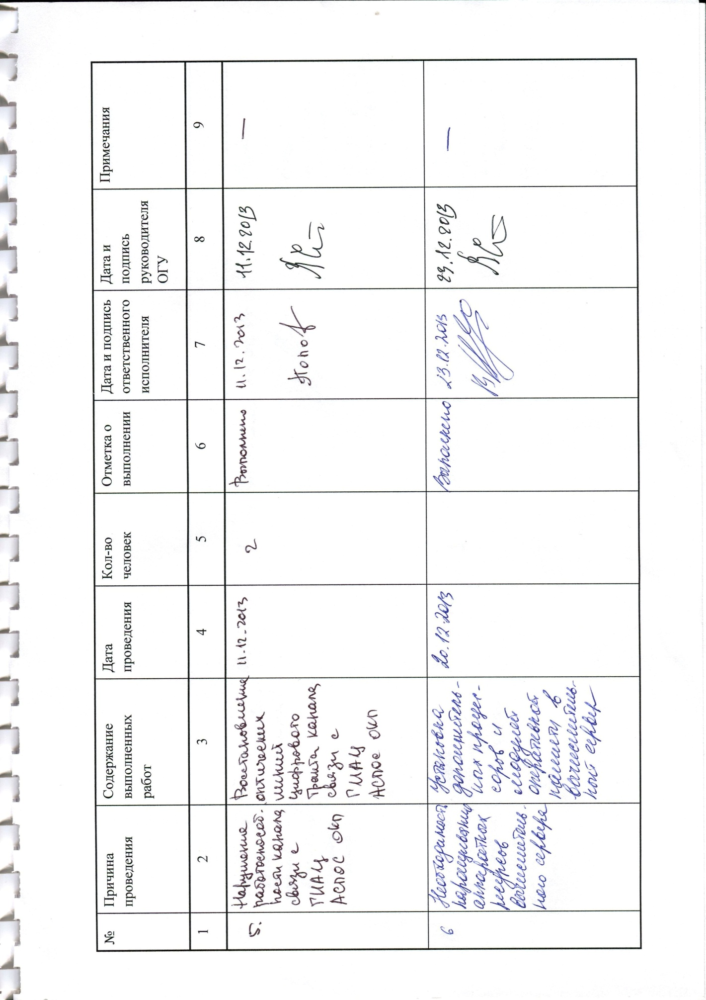 №
Причина
проведения
Содержание
выполненных
работ
Дата
проведения
Кол-во
человек
Отметка о
выполнении
Дата и подпись
ответственного
исполнителя
Дата и
подпись
руководителя
ОГУ
Примечания
1
2
3
4
5
6
7
8
9
5.
Нарушение
работоспособ-
ности канала
связи с
ГИАЦ
АСПОС ОКП
Восстановление
оптических
линий
цифрового
тракта канала
связи с
ГИАЦ
АСПОС ОКП
11.12.2013
2
Выполнено
11.12.2013
Попов
11.12.2013
—
6
Необходимость
наращивания
аппаратных
ресурсов
вычислитель-
ного сервера
Установка
дополнитель-
ных процес-
соров и
модулей
оперативной
памяти в
вычислитель-
ный сервер
20.12.2013
Выполнено
23.12.2013
23.12.2013
—